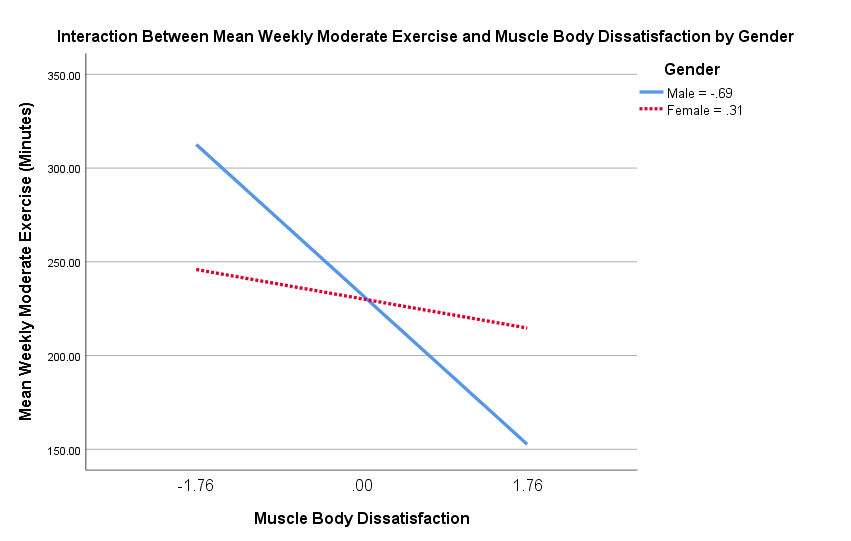 Interaction Between Mean Weekly Moderate Exercise and Muscle Body Dissatisfaction by Gender
Gender
Male = -.69
Female = .31
Mean Weekly Moderate Exercise (Minutes)
350.00
300.00
250.00
200.00
150.00
-1.76
.00
1.76
Muscle Body Dissatisfaction